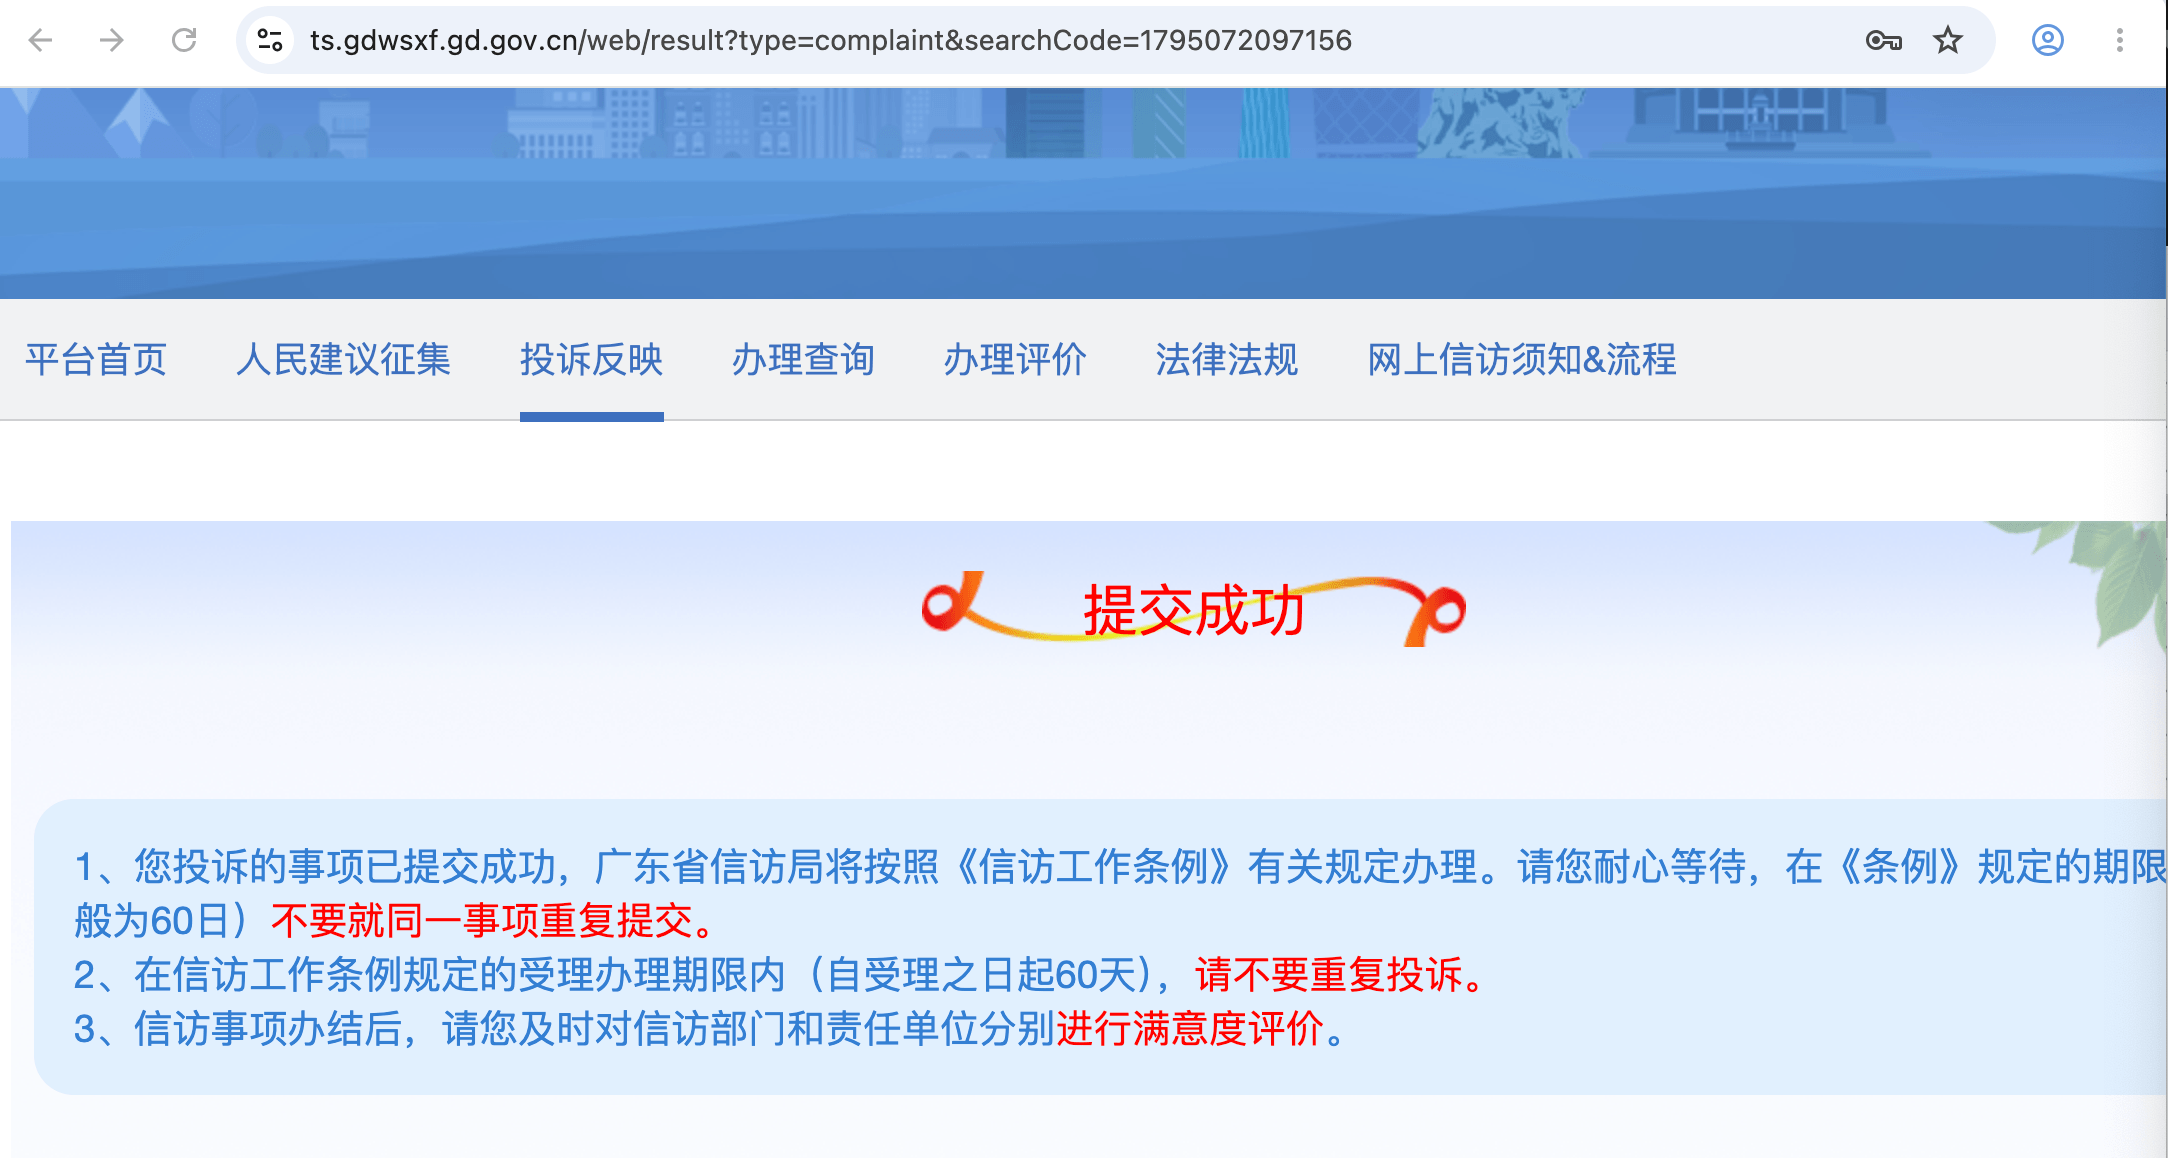 ts.gdwsxf.gd.gov.cn/web/result?type=complaint&searchCode=1795072097156
平台首页 人民建议征集 投诉反映 办理查询 办理评价 法律法规 网上信访须知&流程
提交成功
1、您投诉的事项已提交成功，广东省信访局将按照《信访工作条例》有关规定办理。请您耐心等待，在《条例》规定的期限
般为60日）不要就同一事项重复提交。
2、在信访工作条例规定的受理办理期限内（自受理之日起60天），请不要重复投诉。
3、信访事项办结后，请您及时对信访部门和责任单位分别进行满意度评价。